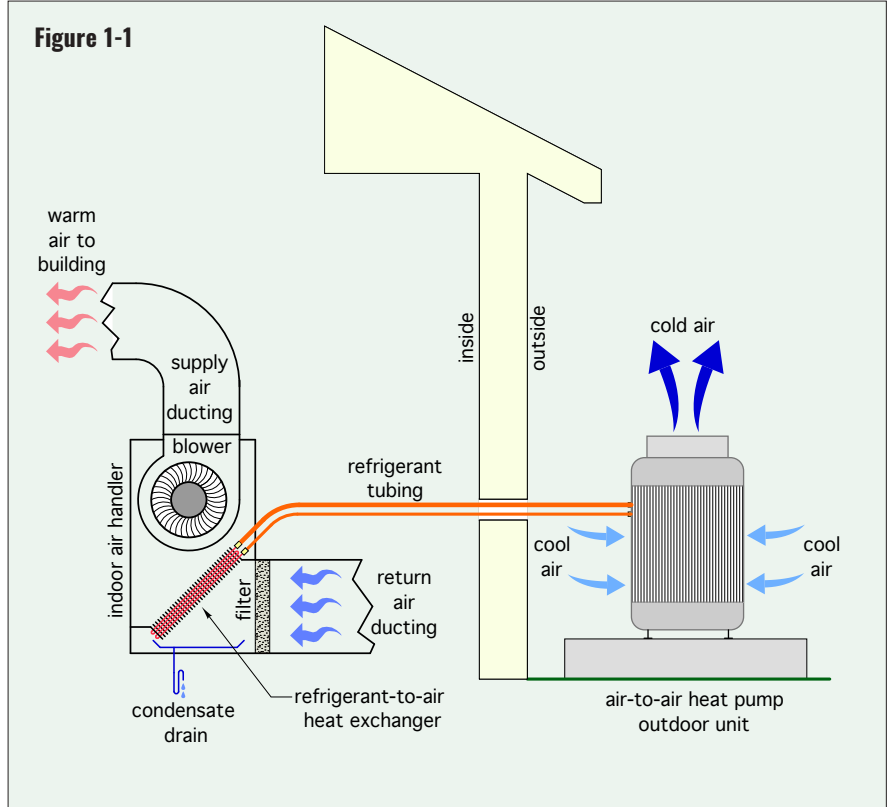 Figure 1-1
warm
air to
building
supply
air
ducting
blower
indoor air handler
filter
return
air
ducting
condensate
drain
refrigerant-to-air
heat exchanger
refrigerant
tubing
inside
outside
cold air
cool
air
cool
air
air-to-air heat pump
outdoor unit